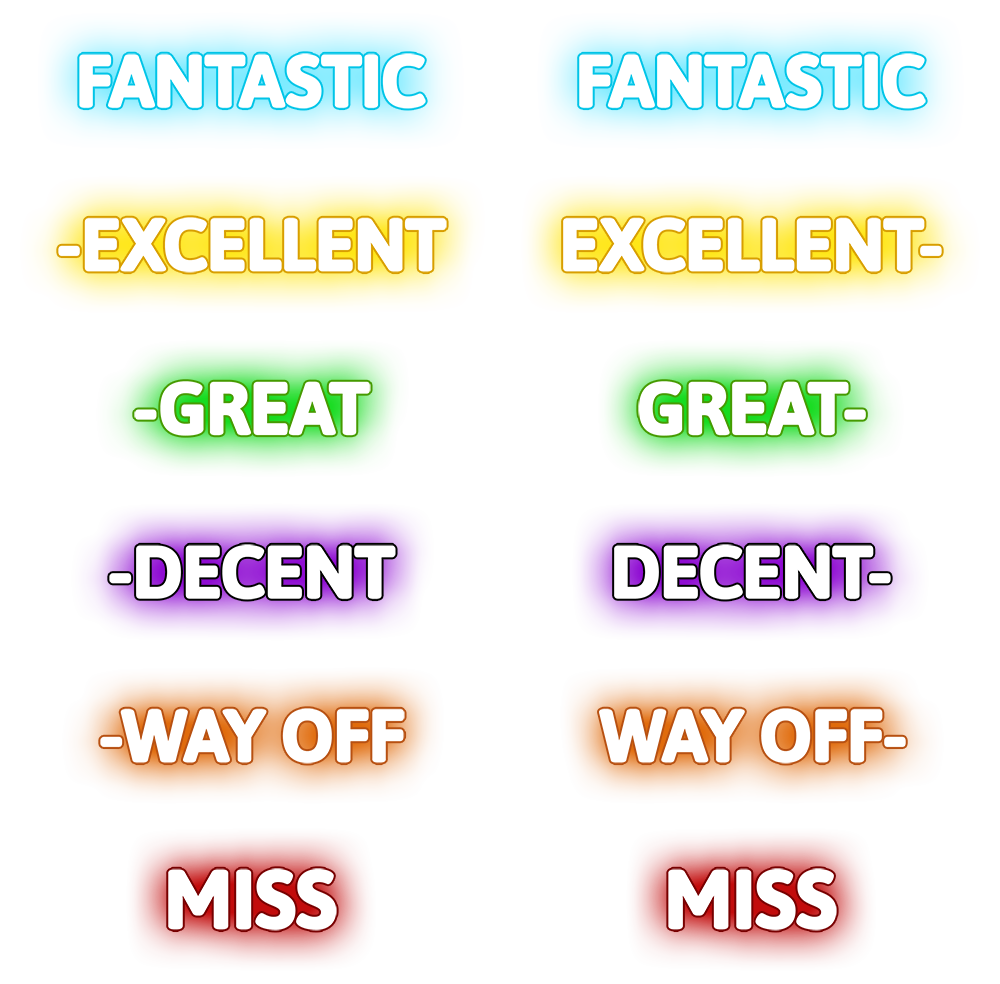 FANTASTIC FANTASTIC
-EXCELLENT EXCELLENT-
-GREAT GREAT-
-DECENT DECENT-
-WAY OFF WAY OFF-
MISS MISS